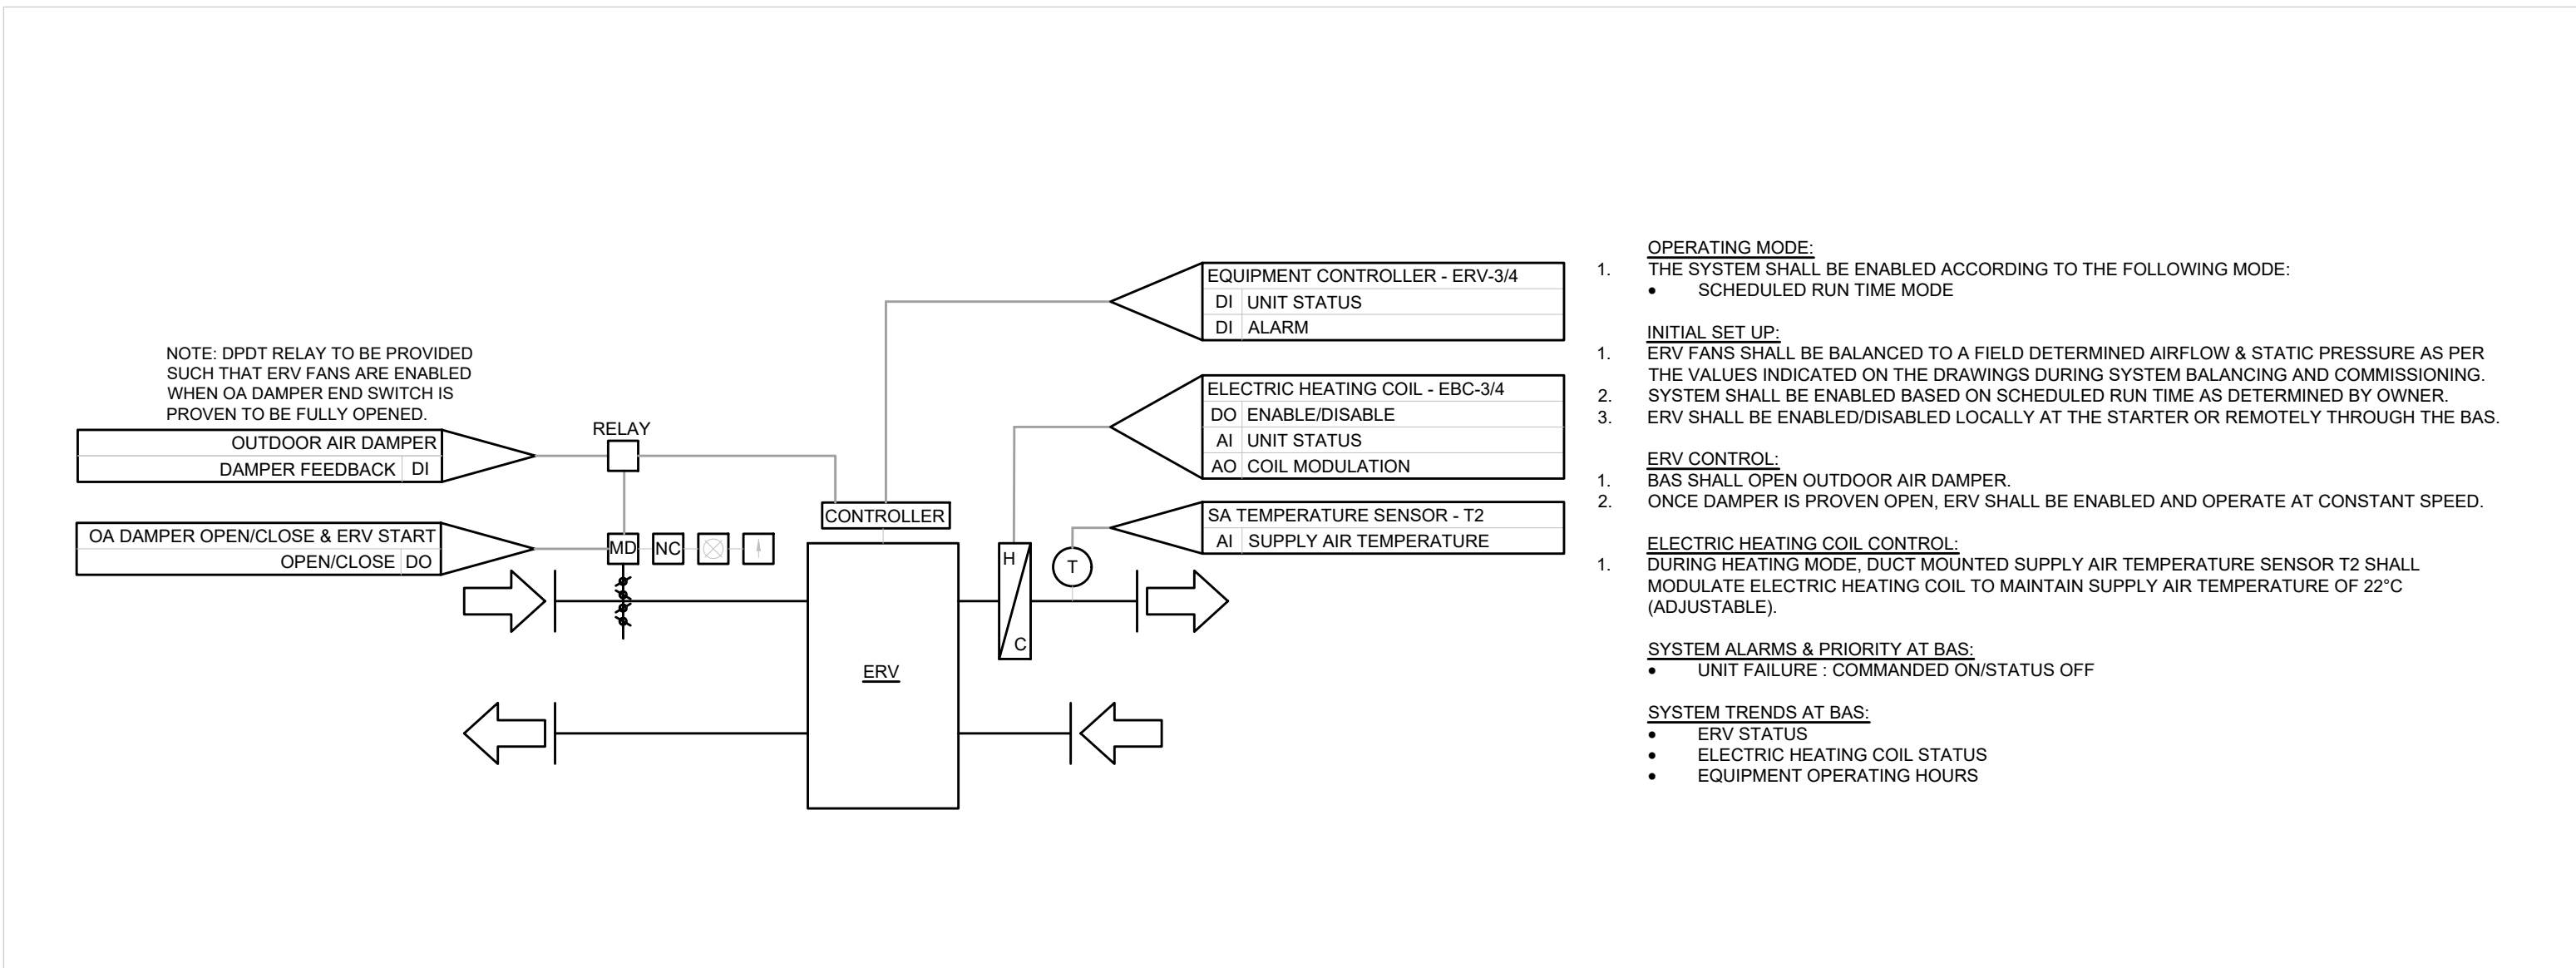 NOTE: DPDT RELAY TO BE PROVIDED
SUCH THAT ERV FANS ARE ENABLED
WHEN OA DAMPER END SWITCH IS
PROVEN TO BE FULLY OPENED.
OUTDOOR AIR DAMPER
DAMPER FEEDBACK DI
OA DAMPER OPEN/CLOSE & ERV START
OPEN/CLOSE DO
RELAY
MD NC
CONTROLLER
ERV
H
C
T
EQUIPMENT CONTROLLER - ERV-3/4
DI UNIT STATUS
DI ALARM
ELECTRIC HEATING COIL - EBC-3/4
DO ENABLE/DISABLE
AI UNIT STATUS
AO COIL MODULATION
SA TEMPERATURE SENSOR - T2
AI SUPPLY AIR TEMPERATURE
OPERATING MODE:
1. THE SYSTEM SHALL BE ENABLED ACCORDING TO THE FOLLOWING MODE:
• SCHEDULED RUN TIME MODE
INITIAL SET UP:
1. ERV FANS SHALL BE BALANCED TO A FIELD DETERMINED AIRFLOW & STATIC PRESSURE AS PER
THE VALUES INDICATED ON THE DRAWINGS DURING SYSTEM BALANCING AND COMMISSIONING.
2. SYSTEM SHALL BE ENABLED BASED ON SCHEDULED RUN TIME AS DETERMINED BY OWNER.
3. ERV SHALL BE ENABLED/DISABLED LOCALLY AT THE STARTER OR REMOTELY THROUGH THE BAS.
ERV CONTROL:
1. BAS SHALL OPEN OUTDOOR AIR DAMPER.
2. ONCE DAMPER IS PROVEN OPEN, ERV SHALL BE ENABLED AND OPERATE AT CONSTANT SPEED.
ELECTRIC HEATING COIL CONTROL:
1. DURING HEATING MODE, DUCT MOUNTED SUPPLY AIR TEMPERATURE SENSOR T2 SHALL
MODULATE ELECTRIC HEATING COIL TO MAINTAIN SUPPLY AIR TEMPERATURE OF 22°C
(ADJUSTABLE).
SYSTEM ALARMS & PRIORITY AT BAS:
• UNIT FAILURE : COMMANDED ON/STATUS OFF
SYSTEM TRENDS AT BAS:
• ERV STATUS
• ELECTRIC HEATING COIL STATUS
• EQUIPMENT OPERATING HOURS